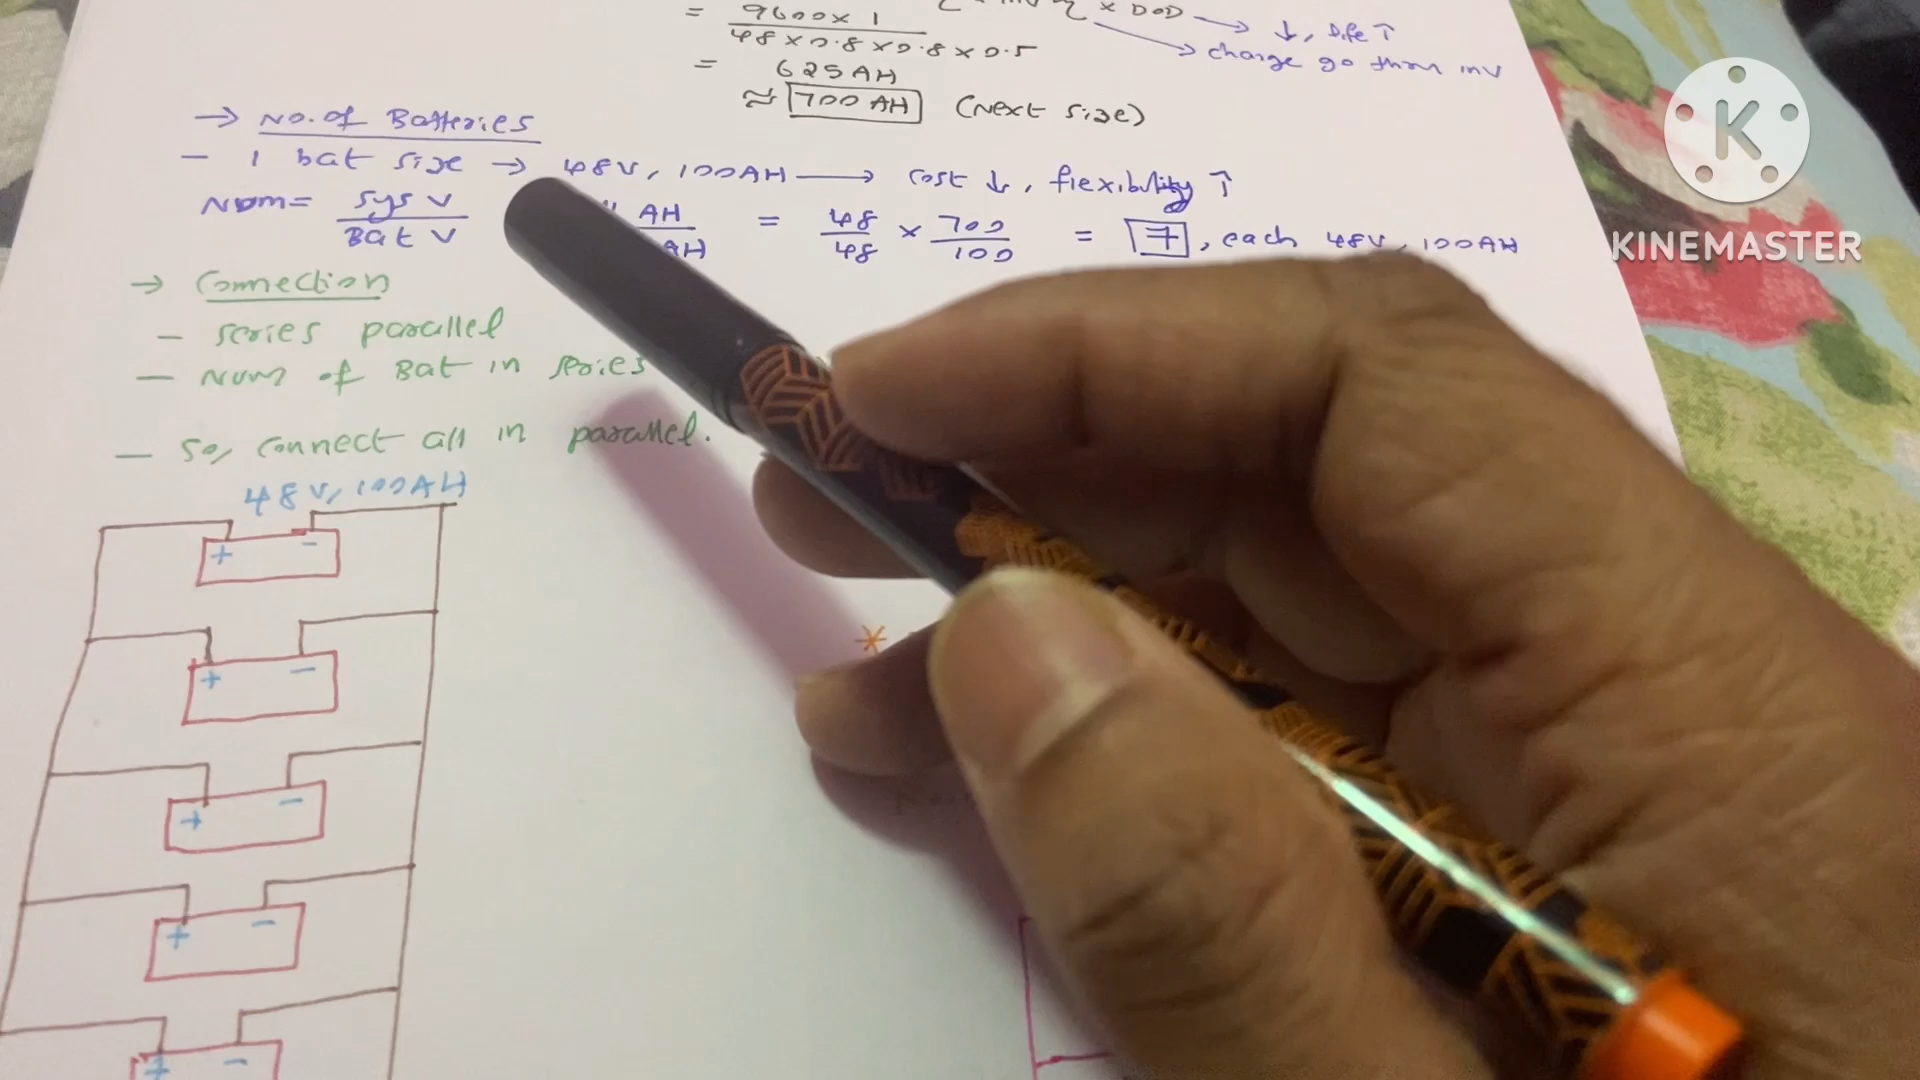 = 9600 x 1 / 48 x 0.8 x 0.8 x 0.5
x DOD → ↓, life ↑
→ charge go through inv
= 625 AH
≈ 700 AH (Next size)
→ No. of Batteries
- 1 bat size → 48V, 100AH → cost ↓, flexibility ↑
Num = Sys V / Bat V AH / AH = 48/48 x 700/100 = 7, each 48V, 100AH
→ Connection
- series parallel
- Num of Bat in series
- So, connect all in parallel.
48V, 100AH
+ -
+ -
+ -
+ -
+ -
*
K
KINEMASTER